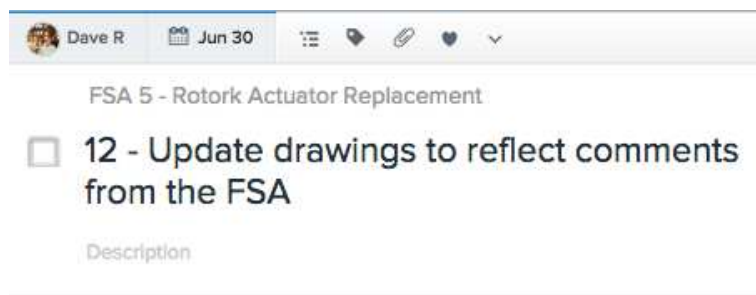 Dave R Jun 30
FSA 5 - Rotork Actuator Replacement
12 - Update drawings to reflect comments
from the FSA
Description